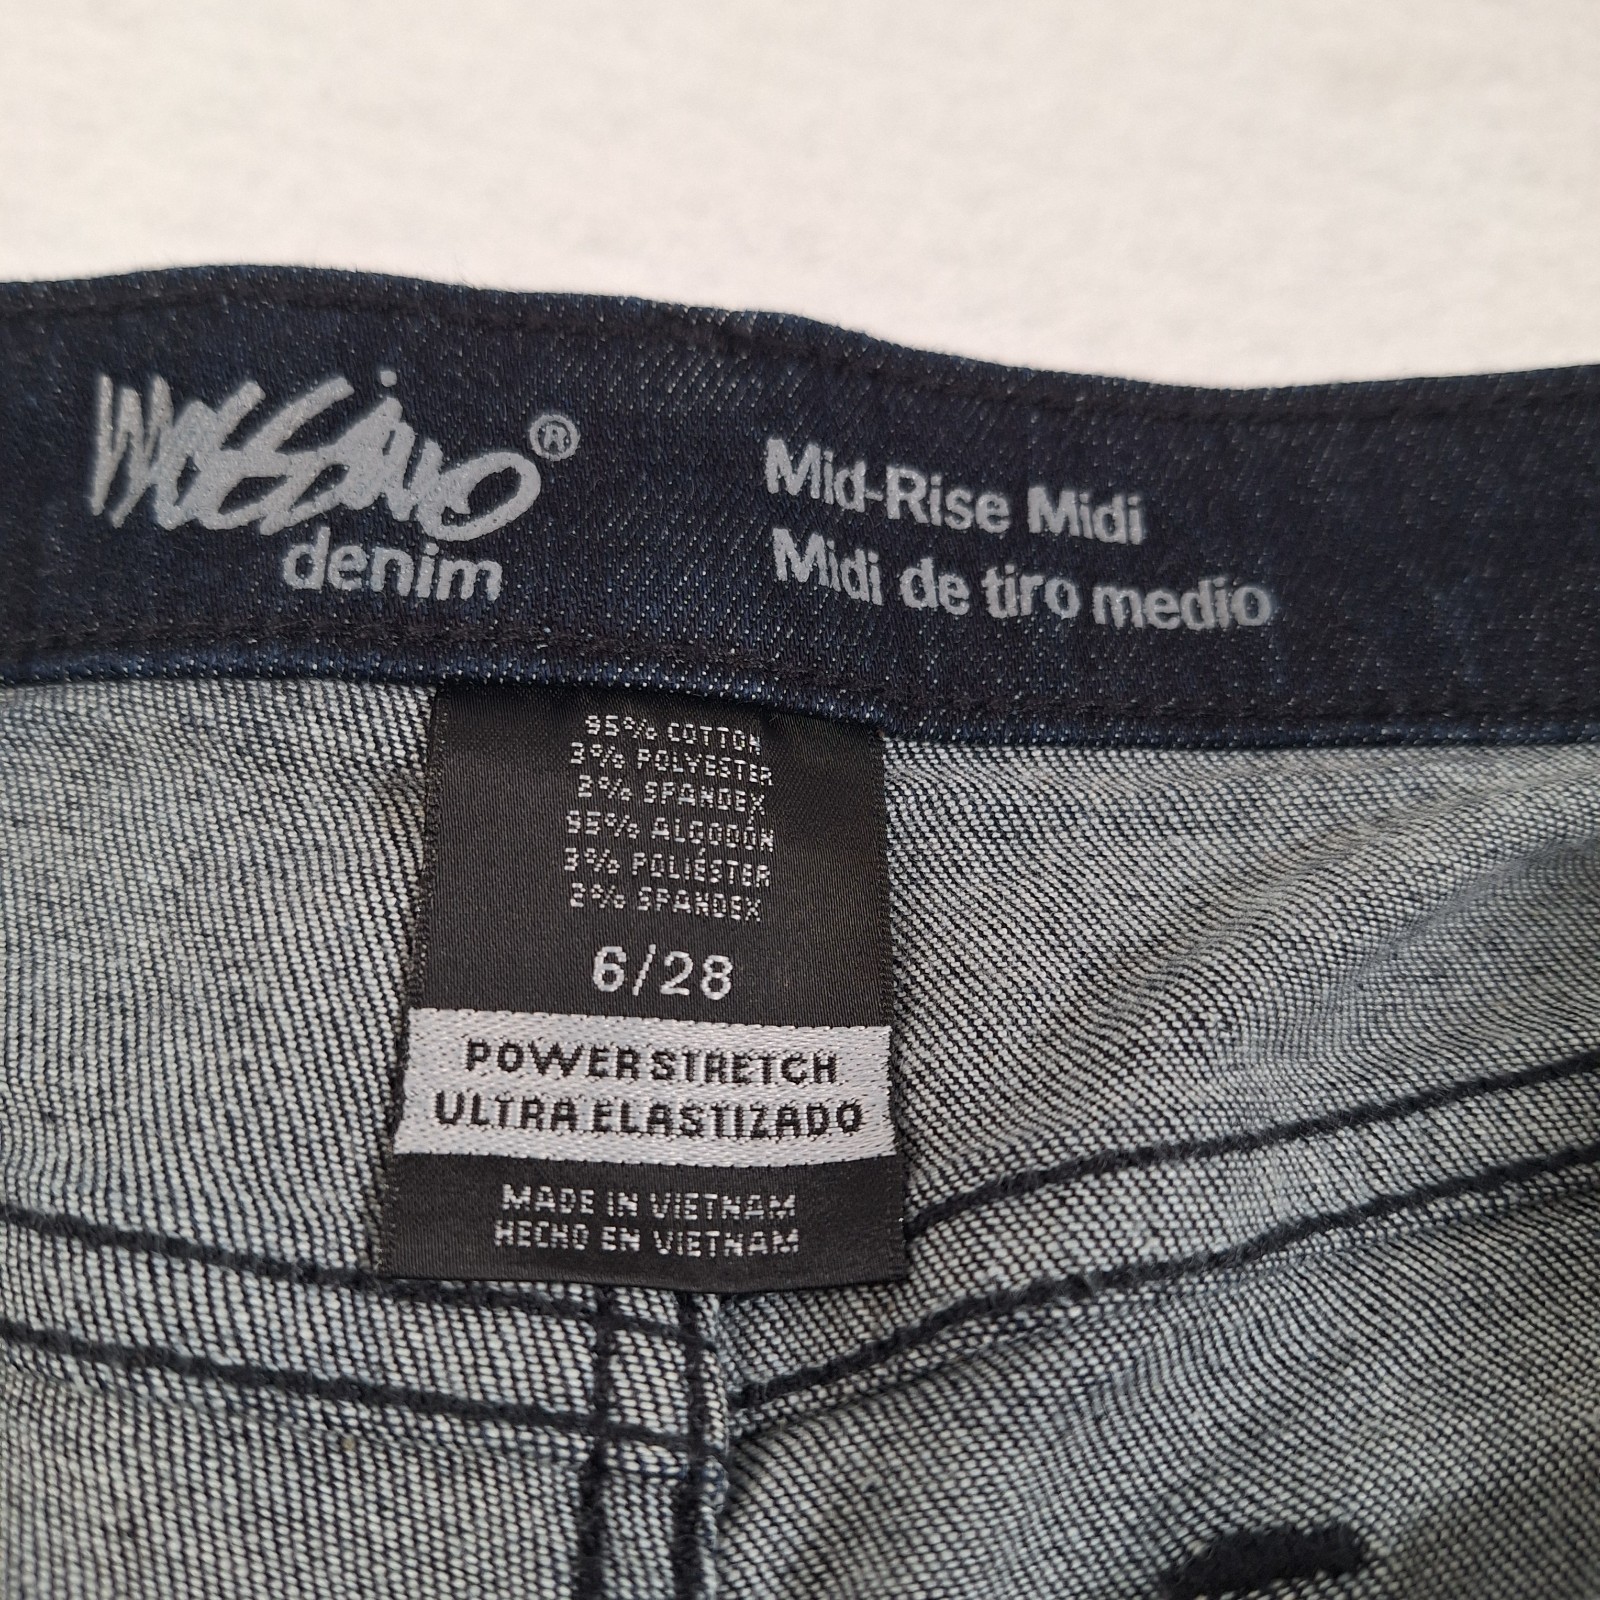 mossimo®
denim
Mid-Rise Midi
Midi de tiro medio
95% COTTON
3% POLYESTER
2% SPANDEX
95% ALGODÓN
3% POLIÉSTER
2% SPANDEX
6/28
POWER STRETCH
ULTRA ELASTIZADO
MADE IN VIETNAM
HECHO EN VIETNAM